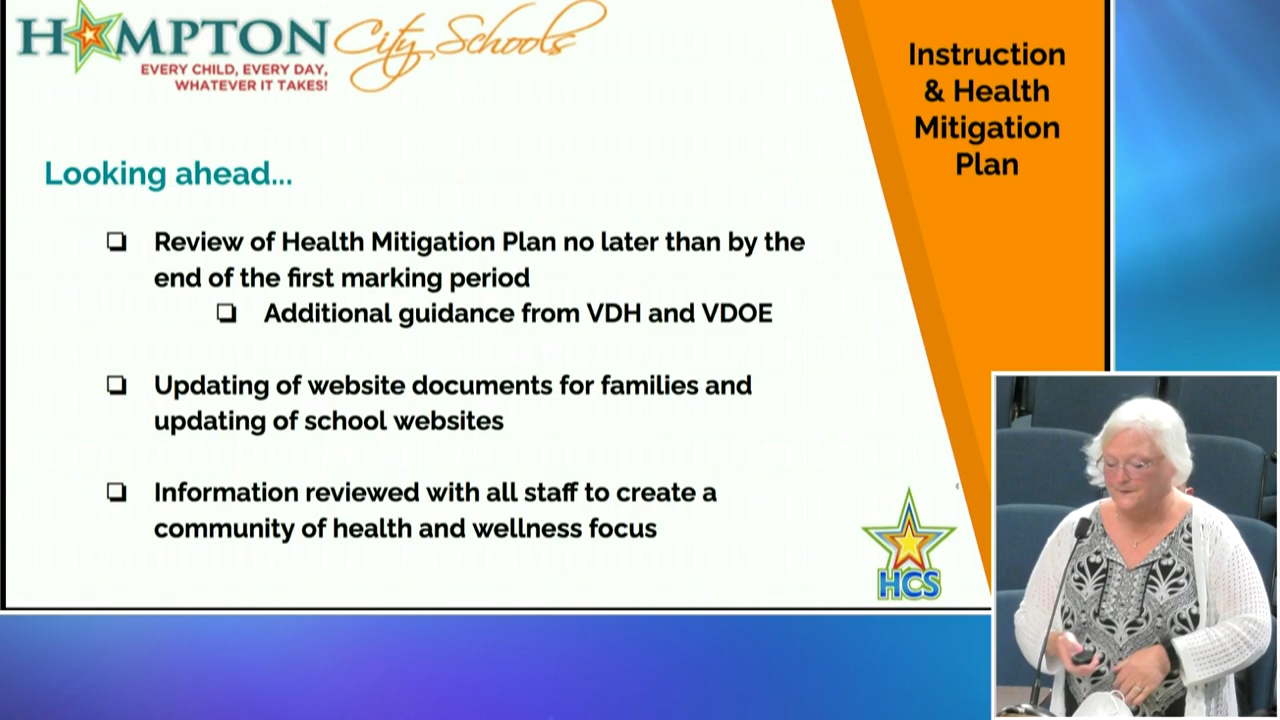 HAMPTON City Schools
EVERY CHILD, EVERY DAY,
WHATEVER IT TAKES!
Instruction
& Health
Mitigation
Plan
Looking ahead...
❏ Review of Health Mitigation Plan no later than by the
end of the first marking period
❏ Additional guidance from VDH and VDOE
❏ Updating of website documents for families and
updating of school websites
❏ Information reviewed with all staff to create a
community of health and wellness focus
HCS